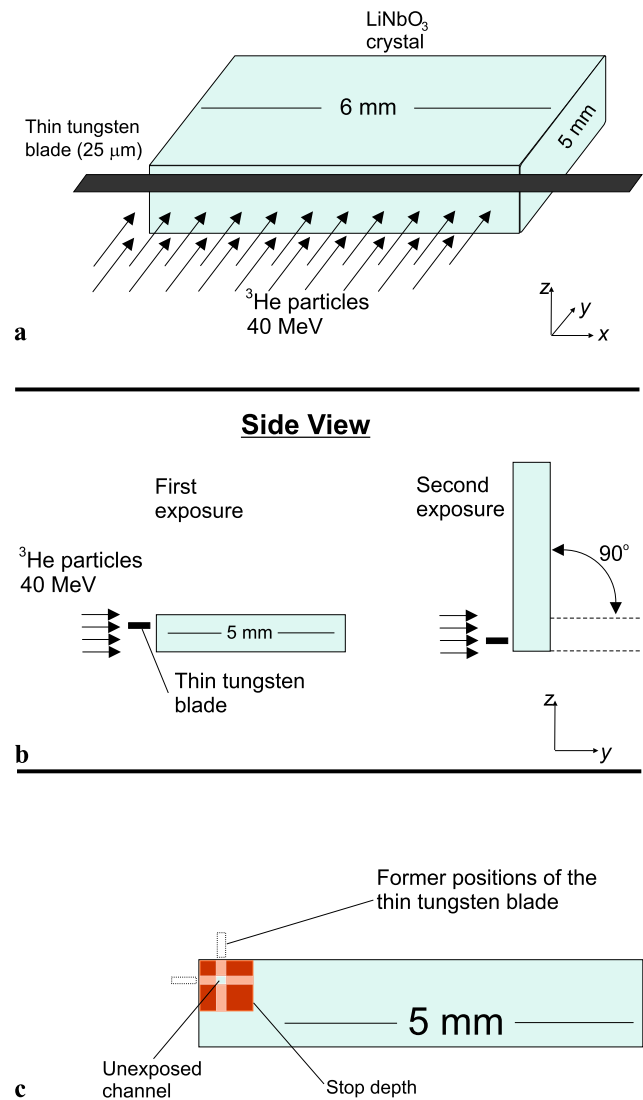 LiNbO₃
crystal
6 mm
5 mm
Thin tungsten
blade (25 μm)
³He particles
40 MeV
z
y
x
a
Side View
First
exposure
Second
exposure
³He particles
40 MeV
90°
5 mm
Thin tungsten
blade
z
y
b
Former positions of the
thin tungsten blade
5 mm
Unexposed
channel
Stop depth
c